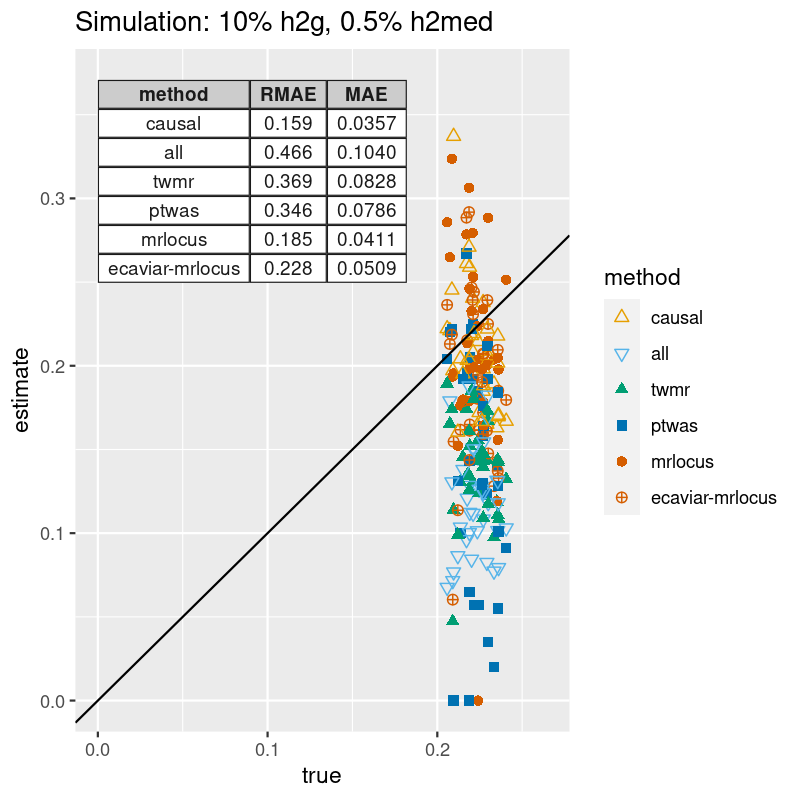 Simulation: 10% h2g, 0.5% h2med
method RMAE MAE
causal 0.159 0.0357
all 0.466 0.1040
twmr 0.369 0.0828
ptwas 0.346 0.0786
mrlocus 0.185 0.0411
ecaviar-mrlocus 0.228 0.0509
estimate
0.3
0.2
0.1
0.0
0.0 0.1 0.2
true
method
causal
all
twmr
ptwas
mrlocus
ecaviar-mrlocus